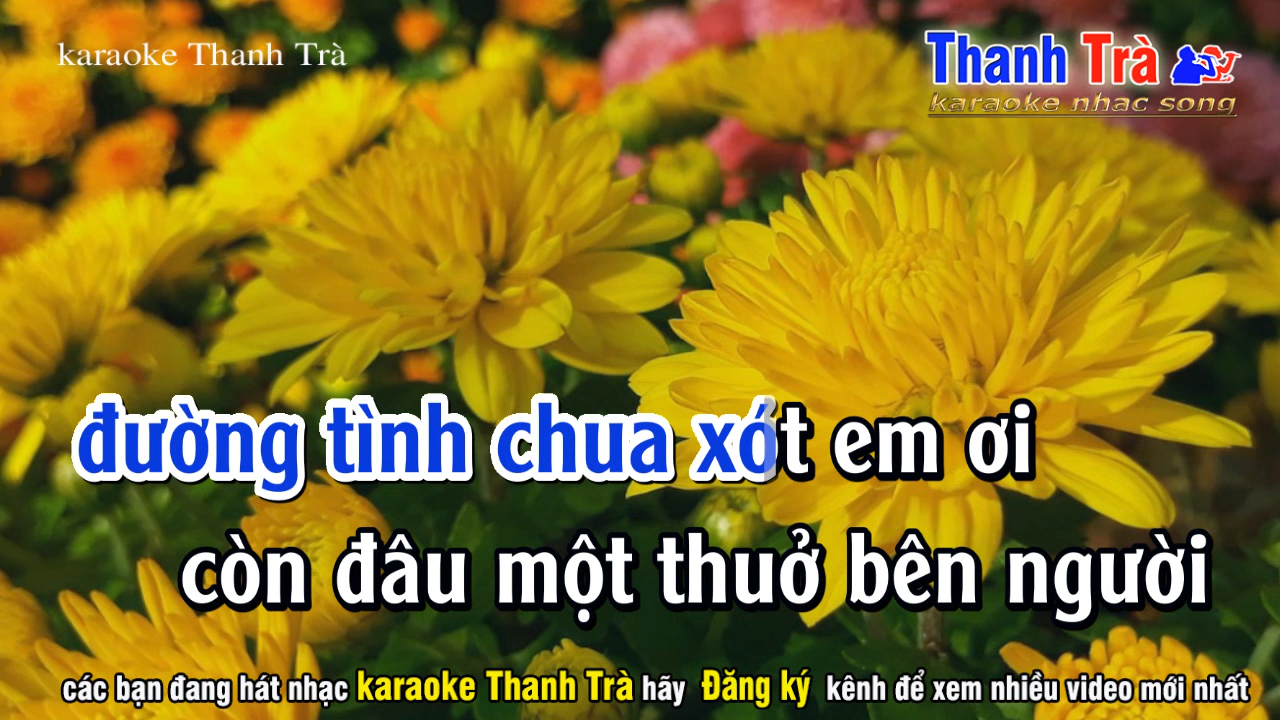 karaoke Thanh Trà
Thanh Trà
karaoke nhac song
đường tình chua xót em ơi
còn đâu một thuở bên người
các bạn đang hát nhạc karaoke Thanh Trà hãy Đăng ký kênh để xem nhiều video mới nhất